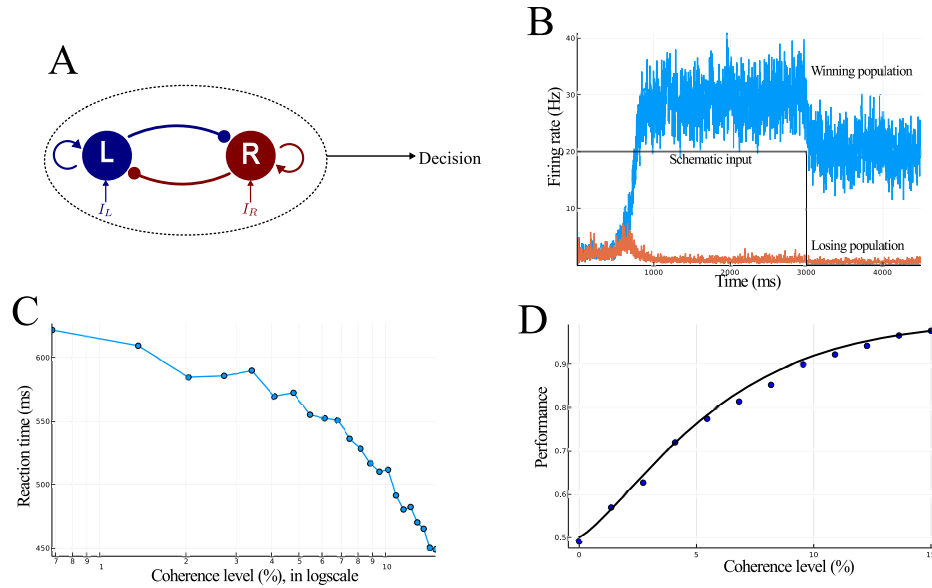 A
L
R
I_L
I_R
Decision
B
Firing rate (Hz)
40
30
20
10
Winning population
Schematic input
Losing population
1000
2000
3000
4000
Time (ms)
C
Reaction time (ms)
600
550
500
450
7
8
9
1
2
3
4
5
6
7
8
9
10
Coherence level (%), in logscale
D
Performance
0.9
0.8
0.7
0.6
0.5
0
5
10
15
Coherence level (%)